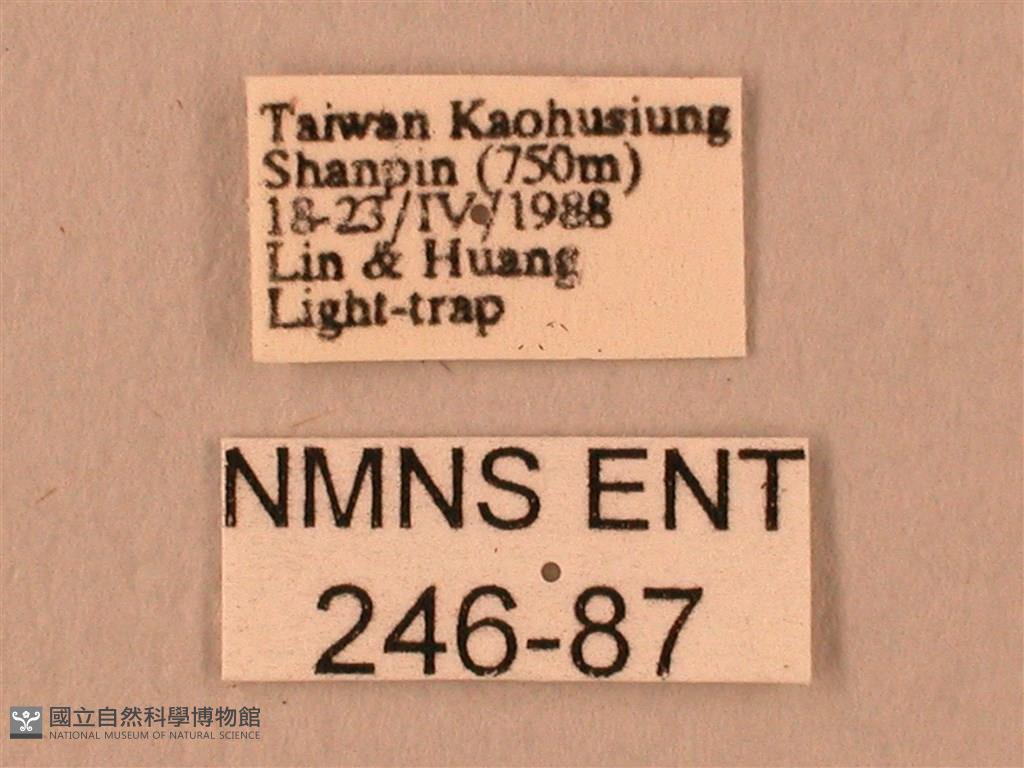 Taiwan Kaohusiung
Shanpin (750m)
18-23/IV/1988
Lin & Huang
Light-trap
NMNS ENT
246-87
國立自然科學博物館
NATIONAL MUSEUM OF NATURAL SCIENCE